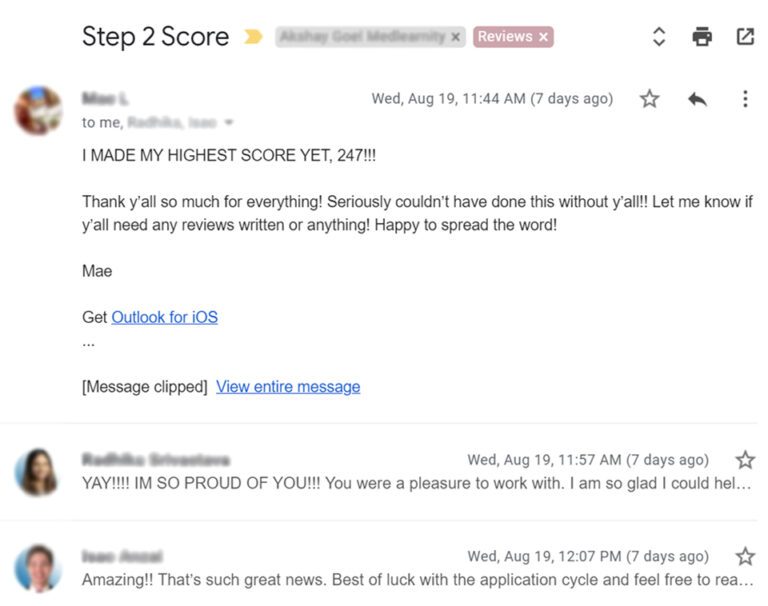 Step 2 Score
Reviews ×
Wed, Aug 19, 11:44 AM (7 days ago)
to me,
I MADE MY HIGHEST SCORE YET, 247!!!
Thank y'all so much for everything! Seriously couldn't have done this without y'all!! Let me know if
y'all need any reviews written or anything! Happy to spread the word!
Mae
Get Outlook for iOS
...
[Message clipped] View entire message
Wed, Aug 19, 11:57 AM (7 days ago)
YAY!!!! IM SO PROUD OF YOU!!! You were a pleasure to work with. I am so glad I could hel...
Wed, Aug 19, 12:07 PM (7 days ago)
Amazing!! That's such great news. Best of luck with the application cycle and feel free to rea...